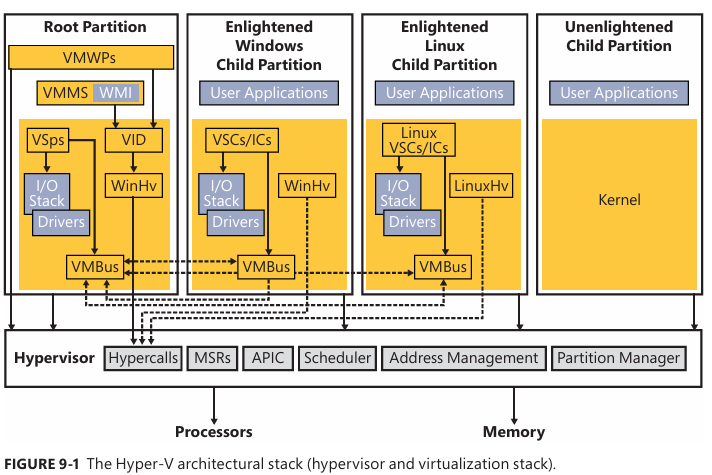 Root Partition
VMWPs
VMMS WMI
VSps
VID
I/O
Stack
Drivers
WinHv
VMBus
Enlightened
Windows
Child Partition
User Applications
VSCs/ICs
I/O
Stack
Drivers
WinHv
VMBus
Enlightened
Linux
Child Partition
User Applications
Linux
VSCs/ICs
I/O
Stack
Drivers
LinuxHv
VMBus
Unenlightened
Child Partition
User Applications
Kernel
Hypervisor Hypercalls MSRs APIC Scheduler Address Management Partition Manager
Processors Memory
FIGURE 9-1 The Hyper-V architectural stack (hypervisor and virtualization stack).